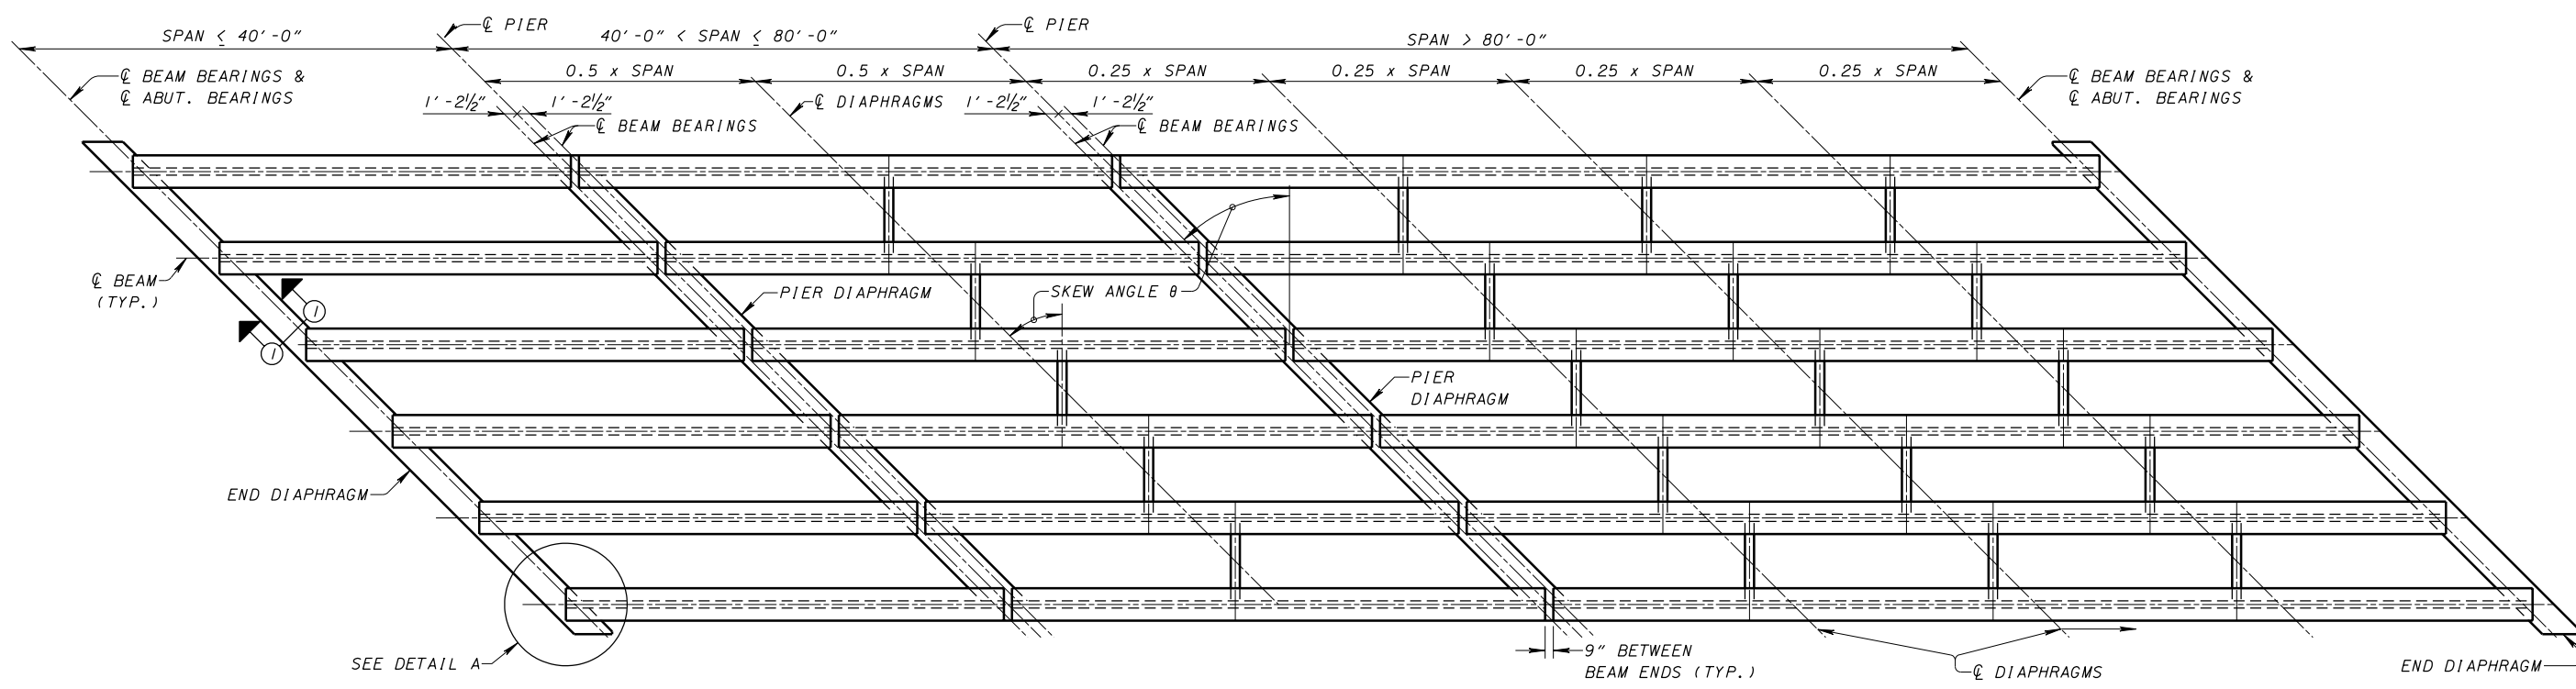 ℄ PIER
℄ PIER
SPAN ≤ 40'-0"
40'-0" < SPAN ≤ 80'-0"
SPAN > 80'-0"
0.5 x SPAN
0.5 x SPAN
0.25 x SPAN
0.25 x SPAN
0.25 x SPAN
0.25 x SPAN
℄ BEAM BEARINGS &
℄ ABUT. BEARINGS
℄ BEAM BEARINGS &
℄ ABUT. BEARINGS
1'-2½"
1'-2½"
℄ DIAPHRAGMS
1'-2½"
1'-2½"
℄ BEAM BEARINGS
℄ BEAM BEARINGS
℄ BEAM
(TYP.)
PIER DIAPHRAGM
SKEW ANGLE θ
1
1
PIER
DIAPHRAGM
END DIAPHRAGM
SEE DETAIL A
9" BETWEEN
BEAM ENDS (TYP.)
℄ DIAPHRAGMS
END DIAPHRAGM